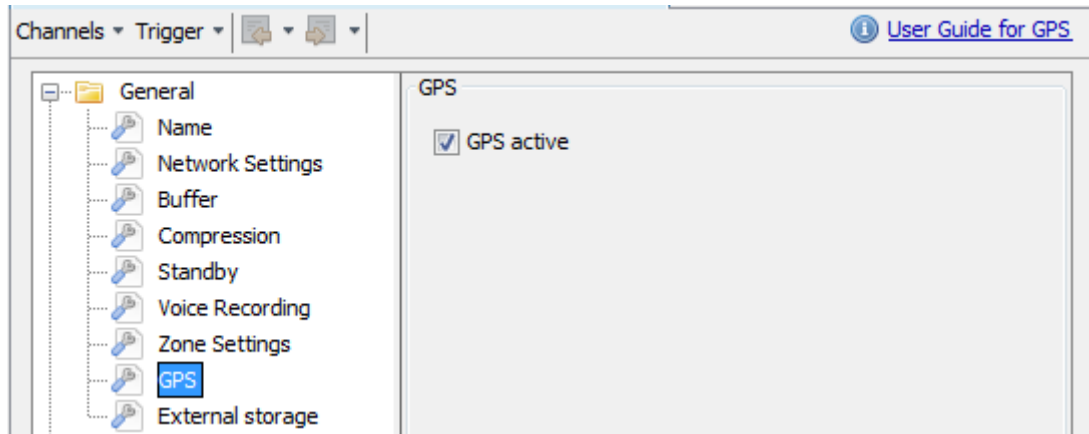 Channels Trigger User Guide for GPS
General
Name
Network Settings
Buffer
Compression
Standby
Voice Recording
Zone Settings
GPS
External storage
GPS
GPS active